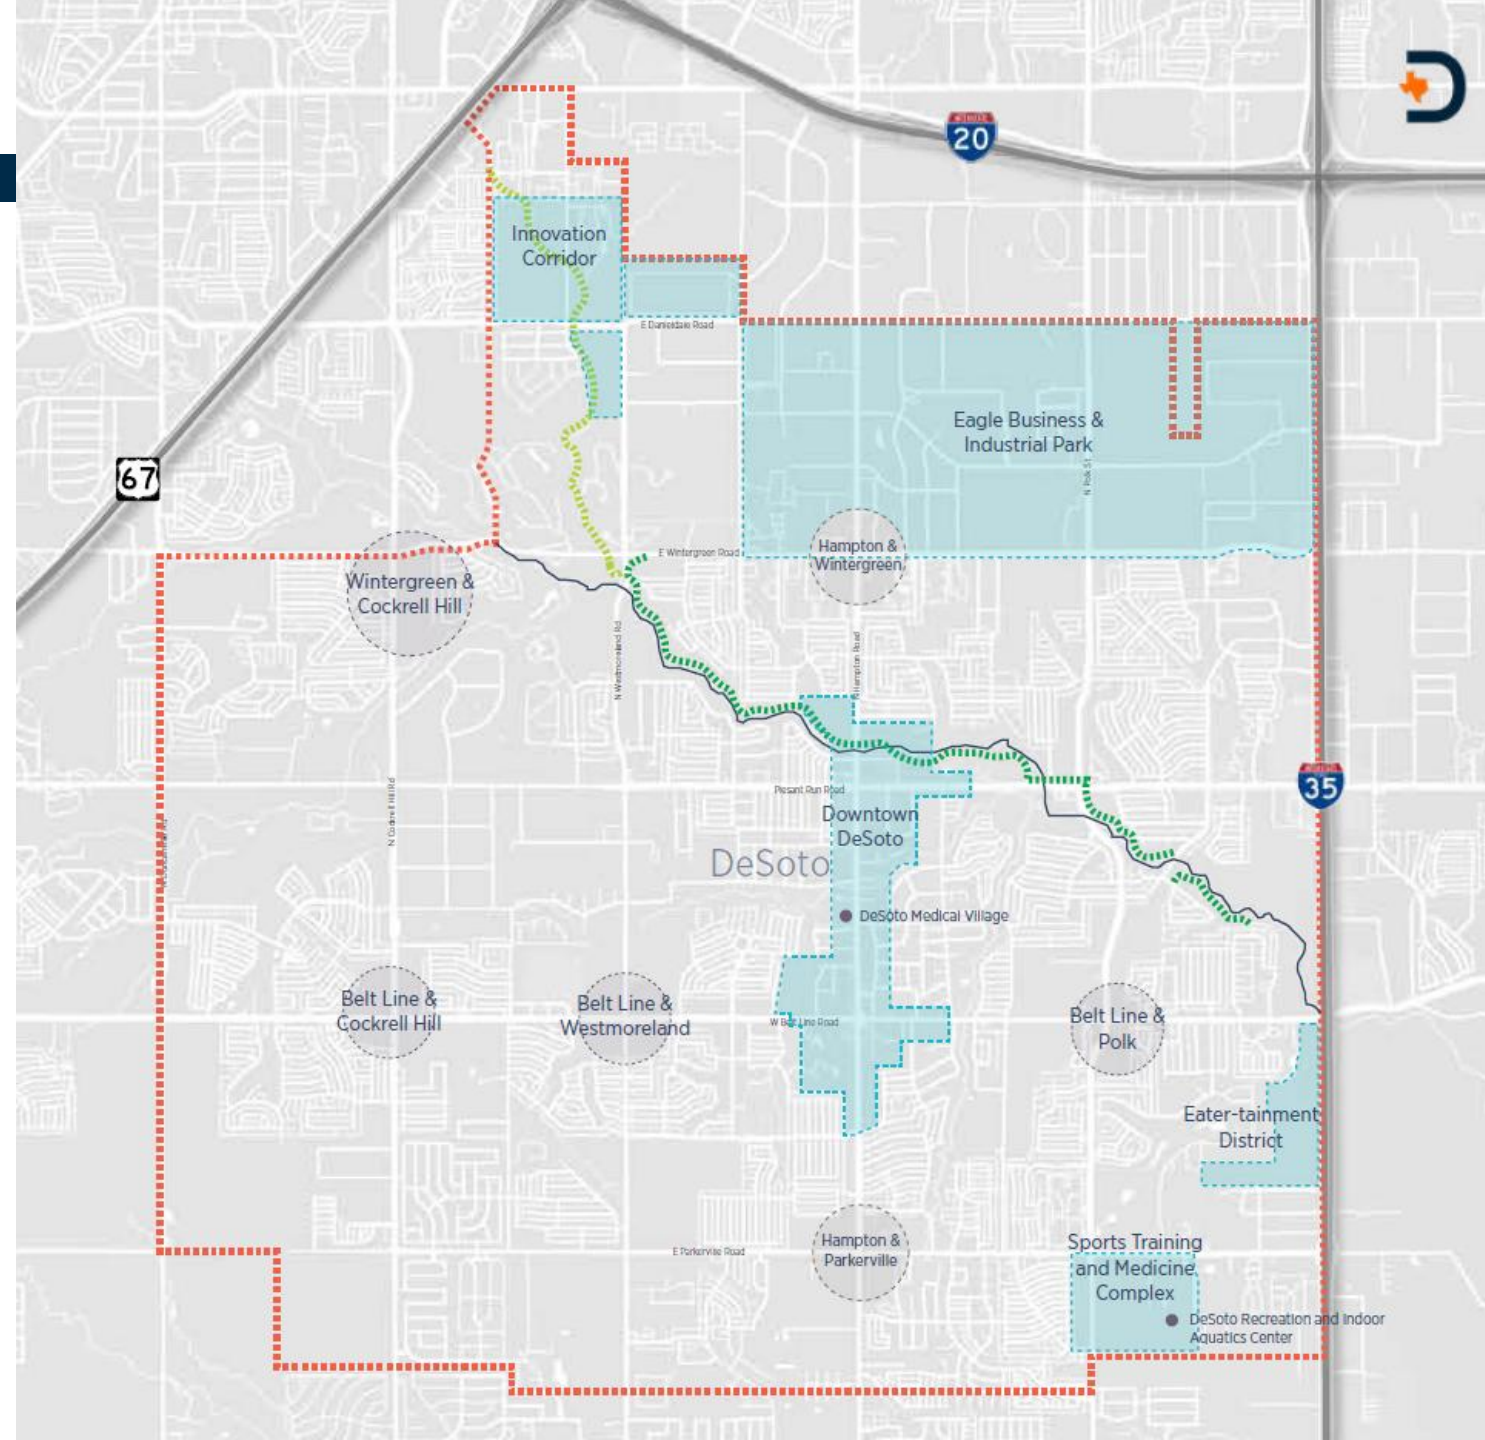 20
Innovation
Corridor
E Danieldale Road
Eagle Business &
Industrial Park
67
N Polk St.
E Wintergreen Road
Hampton &
Wintergreen
Wintergreen &
Cockrell Hill
N Westmoreland Rd
N Hampton Road
35
Plesant Run Road
N Cockrell Hill Rd
Downtown
DeSoto
DeSoto
DeSoto Medical Village
Belt Line &
Cockrell Hill
Belt Line &
Westmoreland
W Belt Line Road
Belt Line &
Polk
Eater-tainment
District
Hampton &
Parkerville
E Parkerville Road
Sports Training
and Medicine
Complex
DeSoto Recreation and Indoor
Aquatics Center